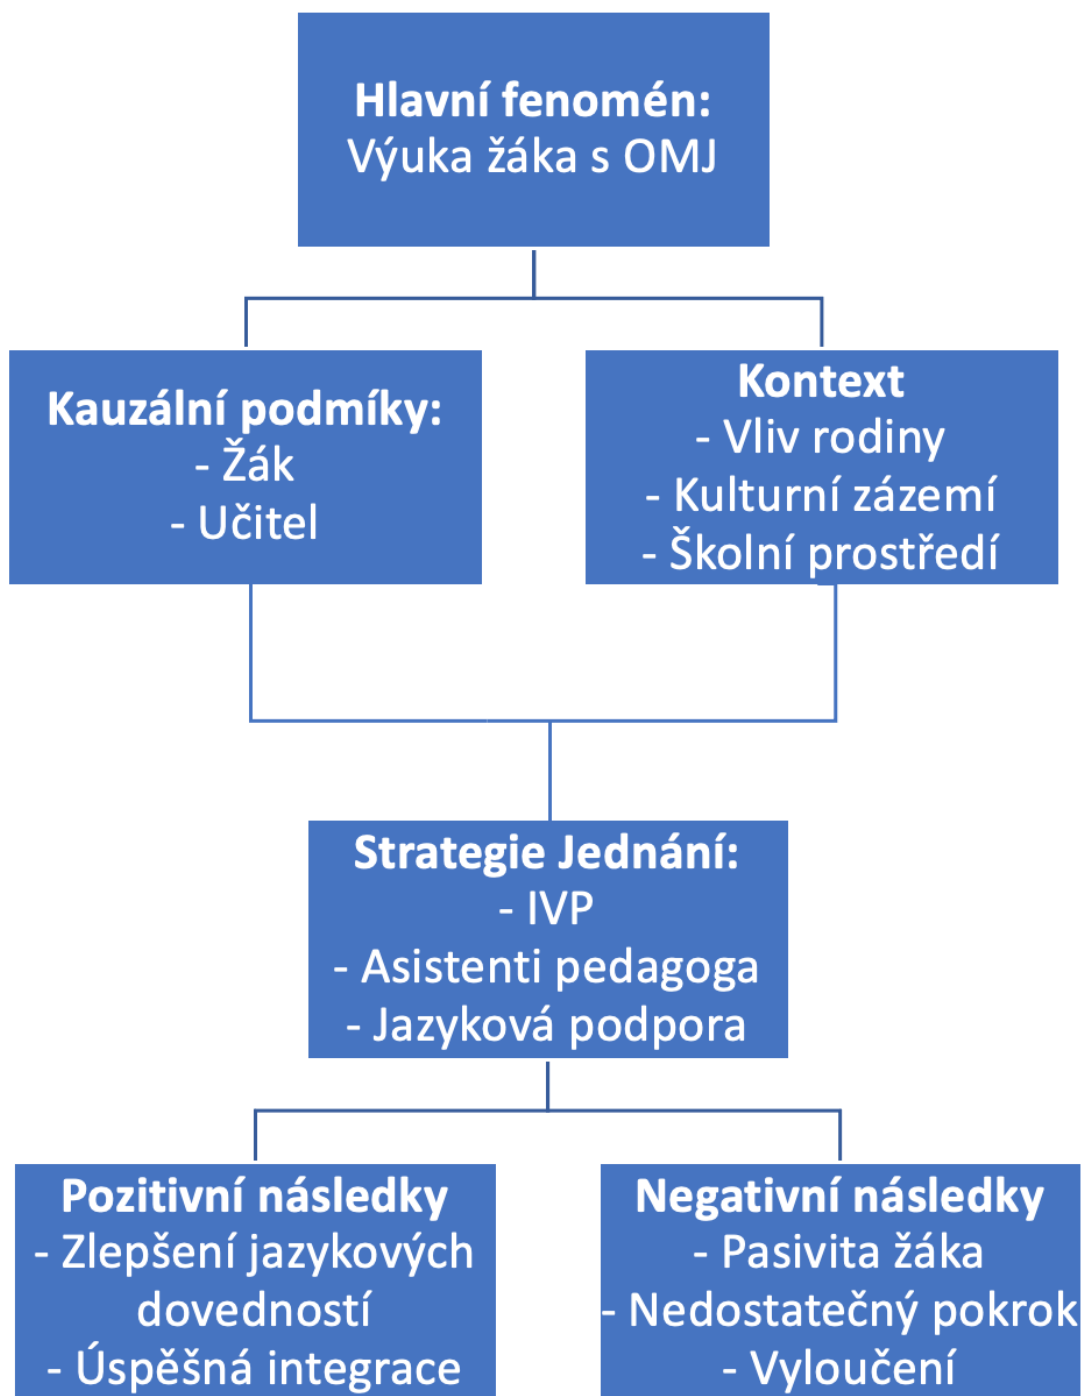 Hlavní fenomén:
Výuka žáka s OMJ
Kauzální podmíky:
- Žák
- Učitel
Kontext
- Vliv rodiny
- Kulturní zázemí
- Školní prostředí
Strategie Jednání:
- IVP
- Asistenti pedagoga
- Jazyková podpora
Pozitivní následky
- Zlepšení jazykových
dovedností
- Úspěšná integrace
Negativní následky
- Pasivita žáka
- Nedostatečný pokrok
- Vyloučení